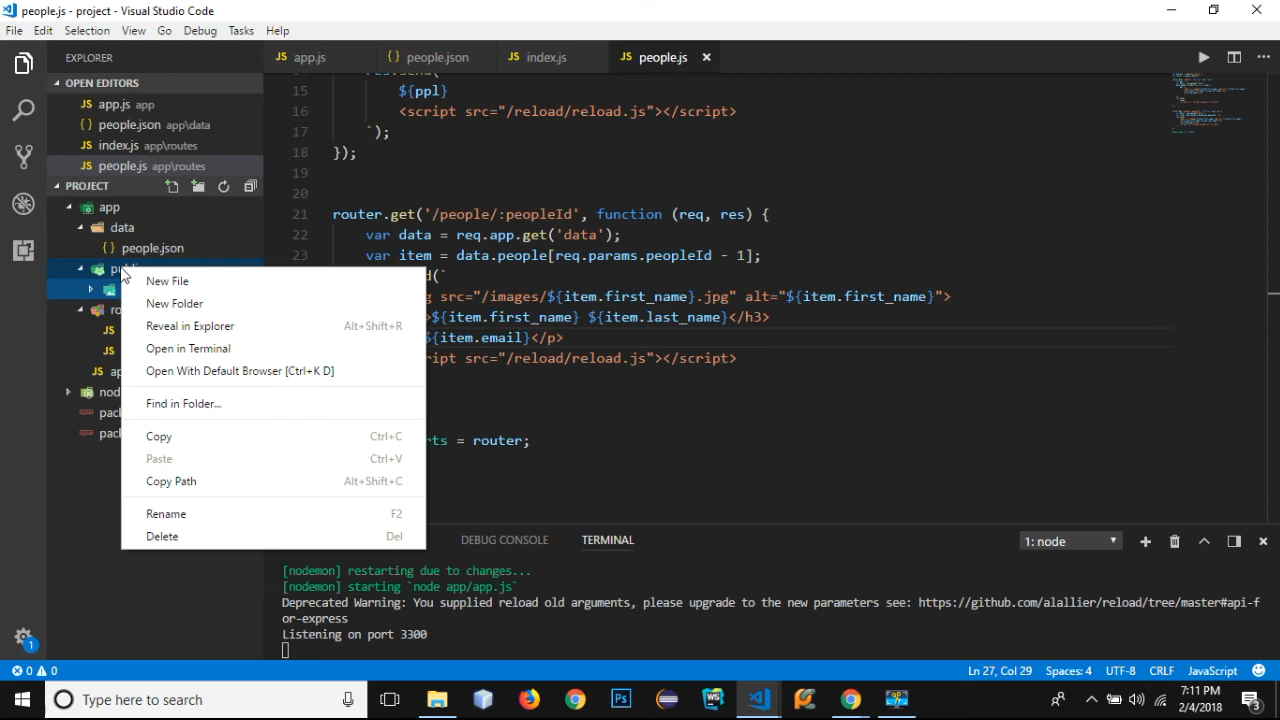 people.js - project - Visual Studio Code
File Edit Selection View Go Debug Tasks Help
EXPLORER
OPEN EDITORS
JS app.js app
{ } people.json app\data
JS index.js app\routes
JS people.js app\routes
PROJECT
app
data
{ } people.json
JS
JS
JS app.js
{ } people.json
JS index.js
JS people.js
15 ${ppl}
16 <script src="/reload/reload.js"></script>
17 `);
18 });
19
20
21 router.get('/people/:peopleId', function (req, res) {
22 var data = req.app.get('data');
23 var item = data.people[req.params.peopleId - 1];
d(`
g src="/images/${item.first_name}.jpg" alt="${item.first_name}">
>${item.first_name} ${item.last_name}</h3>
${item.email}</p>
ript src="/reload/reload.js"></script>
rts = router;
New File
New Folder
Reveal in Explorer Alt+Shift+R
Open in Terminal
Open With Default Browser [Ctrl+K D]
Find in Folder...
Copy Ctrl+C
Paste Ctrl+V
Copy Path Alt+Shift+C
Rename F2
Delete Del
DEBUG CONSOLE TERMINAL
1: node
[nodemon] restarting due to changes...
[nodemon] starting `node app/app.js`
Deprecated Warning: You supplied reload old arguments, please upgrade to the new parameters see: https://github.com/alallier/reload/tree/master#api-f
or-express
Listening on port 3300
1
0 0
Ln 27, Col 29 Spaces: 4 UTF-8 CRLF JavaScript
Type here to search
Ps
WS
7:11 PM
2/4/2018
3